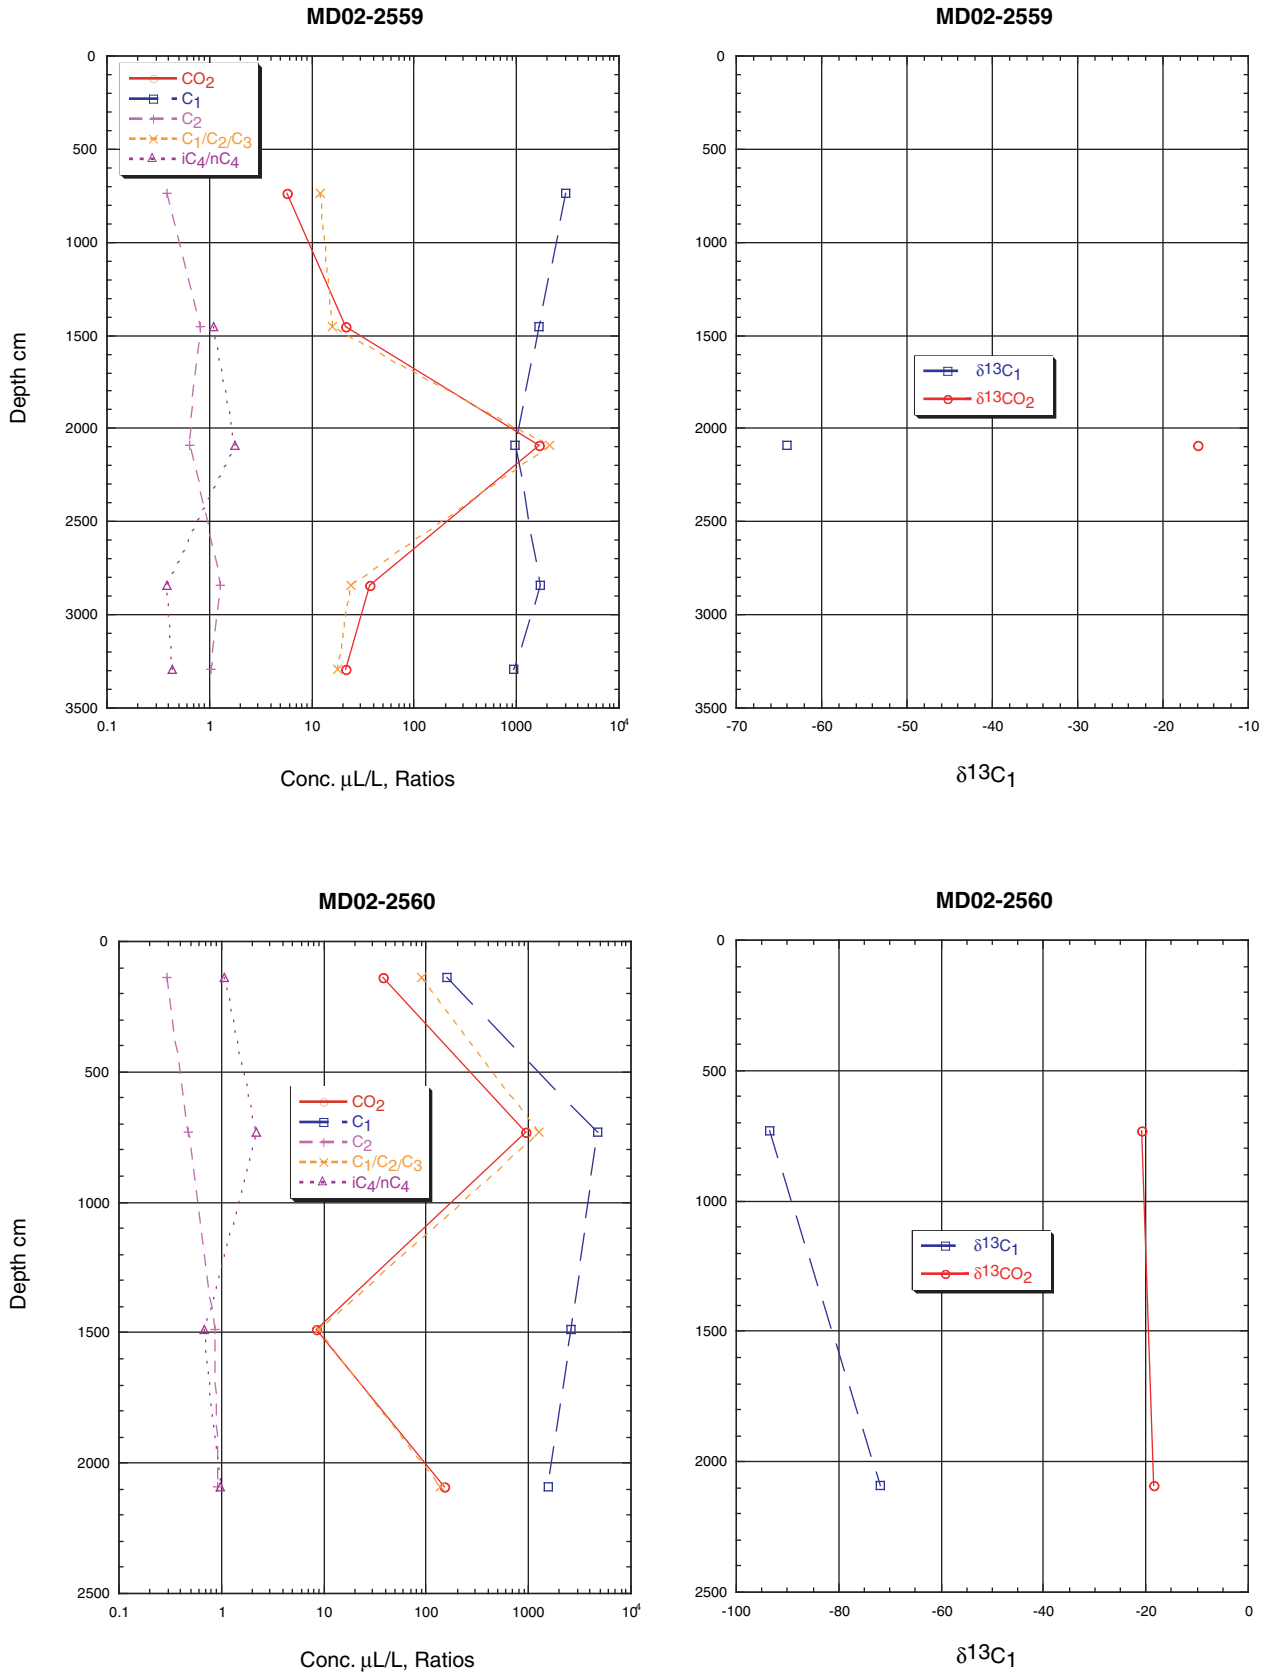 MD02-2559
0
500
1000
1500
2000
2500
3000
3500
Depth cm
CO2
C1
C2
C1/C2/C3
iC4/nC4
0.1 1 10 100 1000 10⁴
Conc. μL/L, Ratios
MD02-2559
0
500
1000
1500
2000
2500
3000
3500
δ13C1
δ13CO2
-70 -60 -50 -40 -30 -20 -10
δ13C1
MD02-2560
0
500
1000
1500
2000
2500
Depth cm
CO2
C1
C2
C1/C2/C3
iC4/nC4
0.1 1 10 100 1000 10⁴
Conc. μL/L, Ratios
MD02-2560
0
500
1000
1500
2000
2500
δ13C1
δ13CO2
-100 -80 -60 -40 -20 0
δ13C1